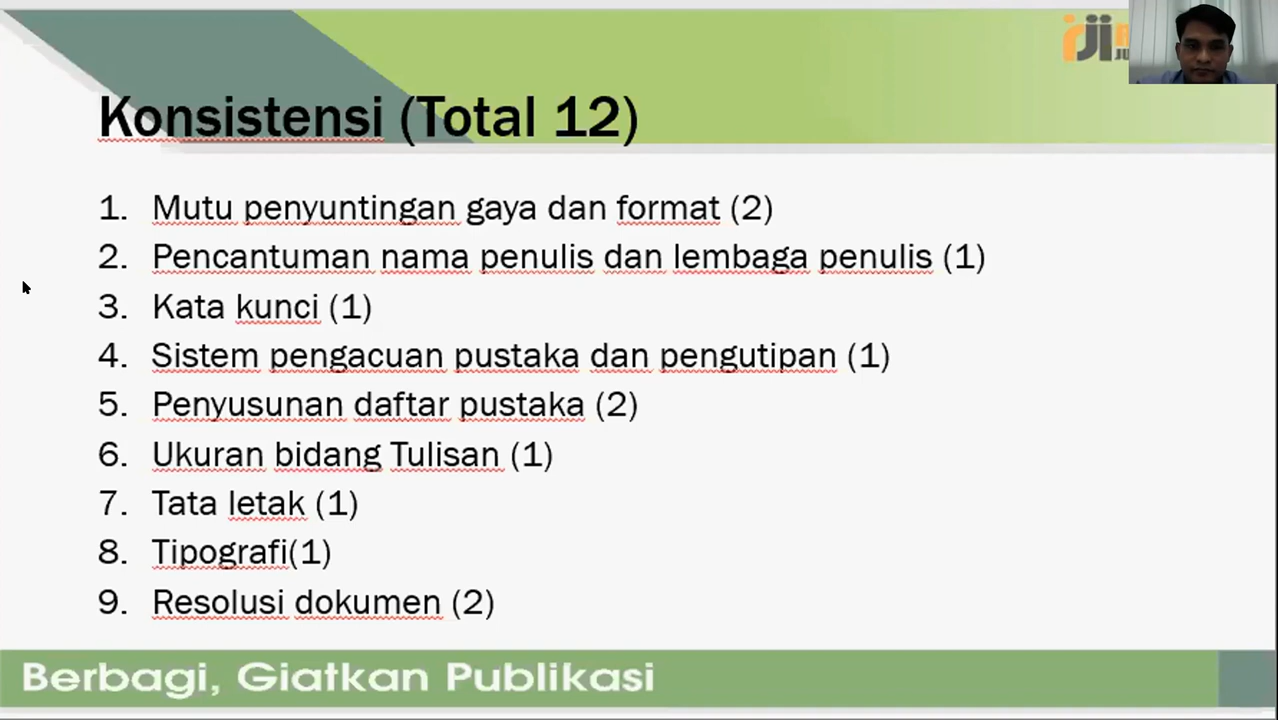 Konsistensi (Total 12)
1. Mutu penyuntingan gaya dan format (2)
2. Pencantuman nama penulis dan lembaga penulis (1)
3. Kata kunci (1)
4. Sistem pengacuan pustaka dan pengutipan (1)
5. Penyusunan daftar pustaka (2)
6. Ukuran bidang Tulisan (1)
7. Tata letak (1)
8. Tipografi(1)
9. Resolusi dokumen (2)
Berbagi, Giatkan Publikasi